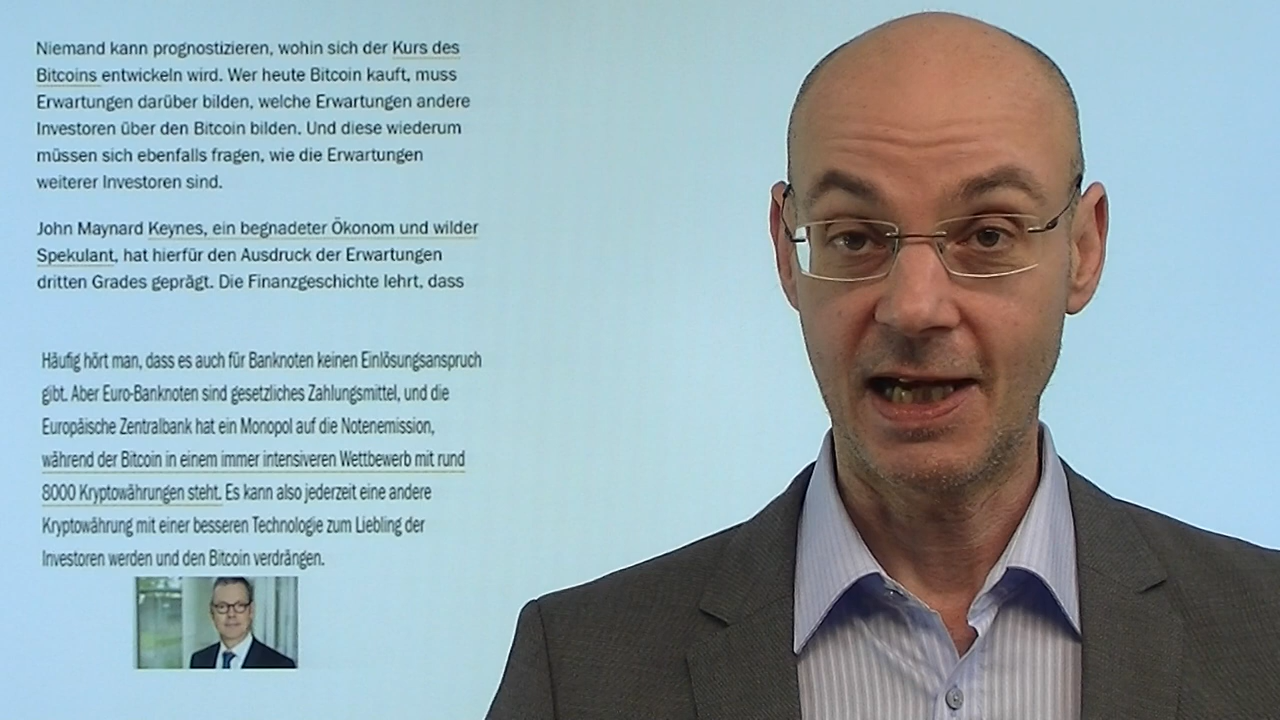 Niemand kann prognostizieren, wohin sich der Kurs des
Bitcoins entwickeln wird. Wer heute Bitcoin kauft, muss
Erwartungen darüber bilden, welche Erwartungen andere
Investoren über den Bitcoin bilden. Und diese wiederum
müssen sich ebenfalls fragen, wie die Erwartungen
weiterer Investoren sind.
John Maynard Keynes, ein begnadeter Ökonom und wilder
Spekulant, hat hierfür den Ausdruck der Erwartungen
dritten Grades geprägt. Die Finanzgeschichte lehrt, dass
Häufig hört man, dass es auch für Banknoten keinen Einlösungsanspruch
gibt. Aber Euro-Banknoten sind gesetzliches Zahlungsmittel, und die
Europäische Zentralbank hat ein Monopol auf die Notenemission,
während der Bitcoin in einem immer intensiveren Wettbewerb mit rund
8000 Kryptowährungen steht. Es kann also jederzeit eine andere
Kryptowährung mit einer besseren Technologie zum Liebling der
Investoren werden und den Bitcoin verdrängen.